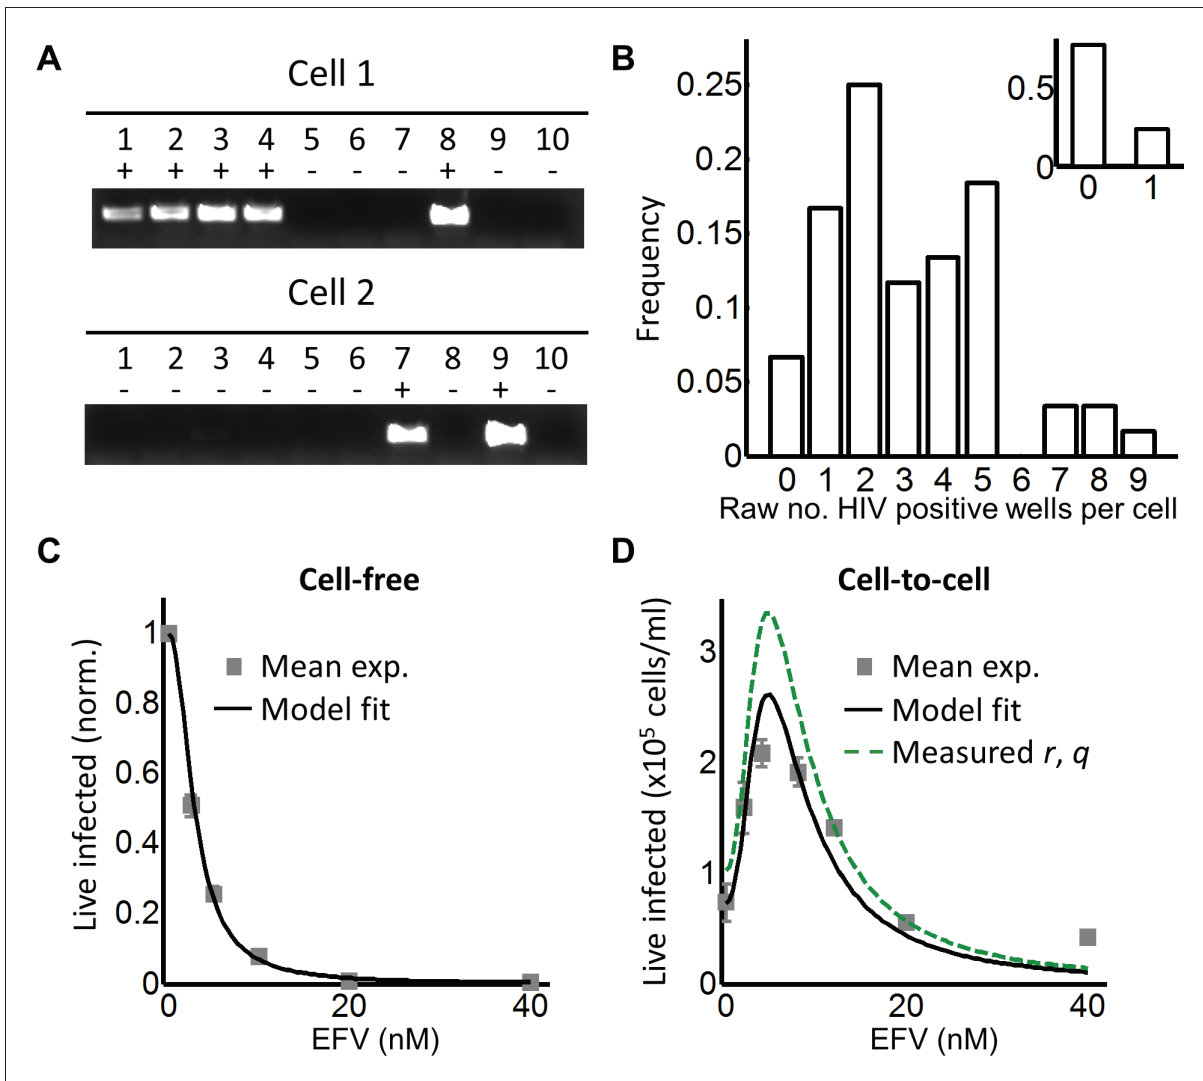 A
Cell 1
1 2 3 4 5 6 7 8 9 10
+ + + + - - - + - -
Cell 2
1 2 3 4 5 6 7 8 9 10
- - - - - - + - + -
B
Frequency
0.25
0.2
0.15
0.1
0.05
0
0 1 2 3 4 5 6 7 8 9
Raw no. HIV positive wells per cell
0.5
0
0 1
C
Cell-free
Live infected (norm.)
1
0.8
0.6
0.4
0.2
0
Mean exp.
Model fit
0 20 40
EFV (nM)
D
Cell-to-cell
Live infected (x10⁵ cells/ml)
3
2
1
0
Mean exp.
Model fit
Measured r, q
0 20 40
EFV (nM)